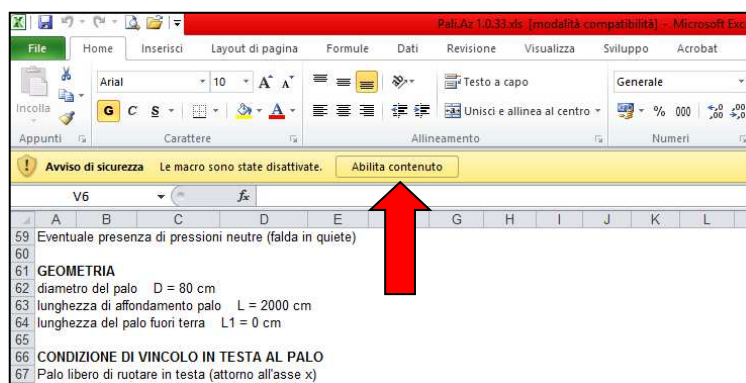 Pali.Az 1.0.33.xls [modalità compatibilità] - Microsoft Exc
File Home Inserisci Layout di pagina Formule Dati Revisione Visualizza Sviluppo Acrobat
Incolla
Arial 10 A A Testo a capo Generale
G C S A Unisci e allinea al centro % 000
Appunti Carattere Allineamento Numeri
Avviso di sicurezza Le macro sono state disattivate. Abilita contenuto
V6 fx
A B C D E G H I J K L
59 Eventuale presenza di pressioni neutre (falda in quiete)
60
61 GEOMETRIA
62 diametro del palo D = 80 cm
63 lunghezza di affondamento palo L = 2000 cm
64 lunghezza del palo fuori terra L1 = 0 cm
65
66 CONDIZIONE DI VINCOLO IN TESTA AL PALO
67 Palo libero di ruotare in testa (attorno all'asse x)